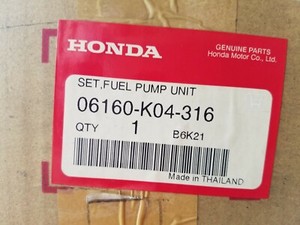 HONDA
GENUINE PARTS
Honda Motor Co., Ltd.
SET,FUEL PUMP UNIT
06160-K04-316
QTY 1 B6K21
Made in THAILAND